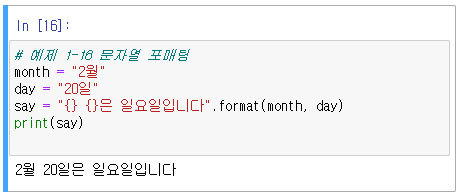 In [16]:
# 예제 1-16 문자열 포매팅
month = "2월"
day = "20일"
say = "{} {}은 일요일입니다".format(month, day)
print(say)
2월 20일은 일요일입니다